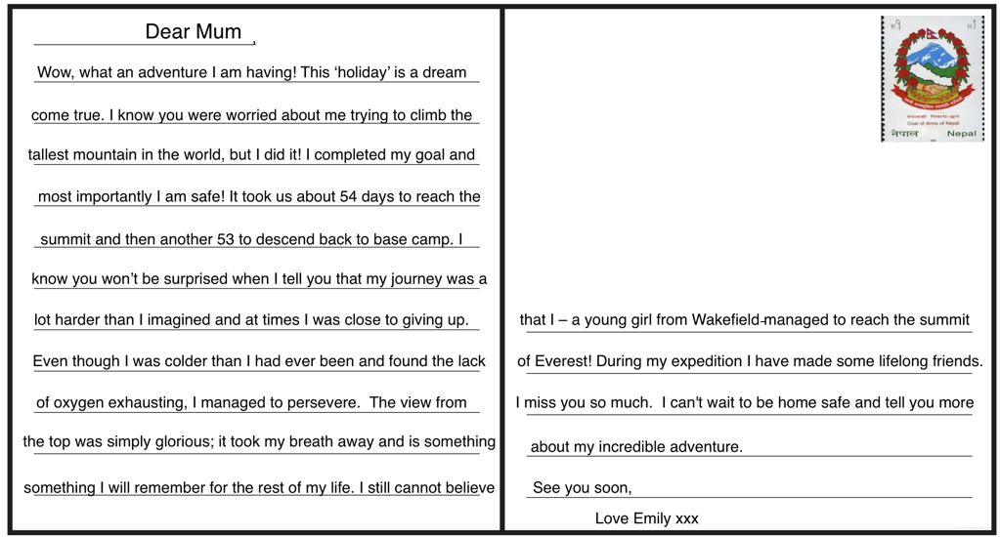 Dear Mum ,
Wow, what an adventure I am having! This ‘holiday’ is a dream
come true. I know you were worried about me trying to climb the
tallest mountain in the world, but I did it! I completed my goal and
most importantly I am safe! It took us about 54 days to reach the
summit and then another 53 to descend back to base camp. I
know you won’t be surprised when I tell you that my journey was a
lot harder than I imagined and at times I was close to giving up.
Even though I was colder than I had ever been and found the lack
of oxygen exhausting, I managed to persevere. The view from
the top was simply glorious; it took my breath away and is something
something I will remember for the rest of my life. I still cannot believe
Coat of Arms of Nepal
नेपाल Nepal
that I – a young girl from Wakefield-managed to reach the summit
of Everest! During my expedition I have made some lifelong friends.
I miss you so much. I can't wait to be home safe and tell you more
about my incredible adventure.
See you soon,
Love Emily xxx